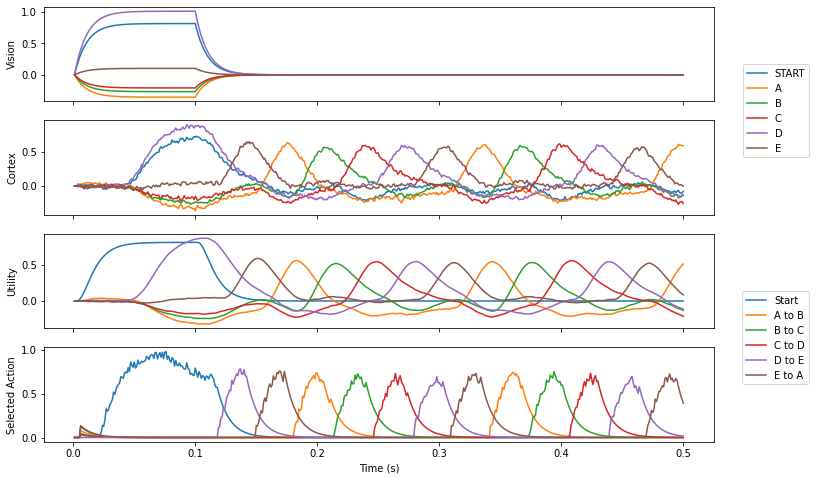 1.0
0.5
0.0
Vision
START
A
B
C
D
E
0.5
0.0
Cortex
0.5
0.0
Utility
Start
A to B
B to C
C to D
D to E
E to A
1.0
0.5
0.0
Selected Action
0.0 0.1 0.2 0.3 0.4 0.5
Time (s)